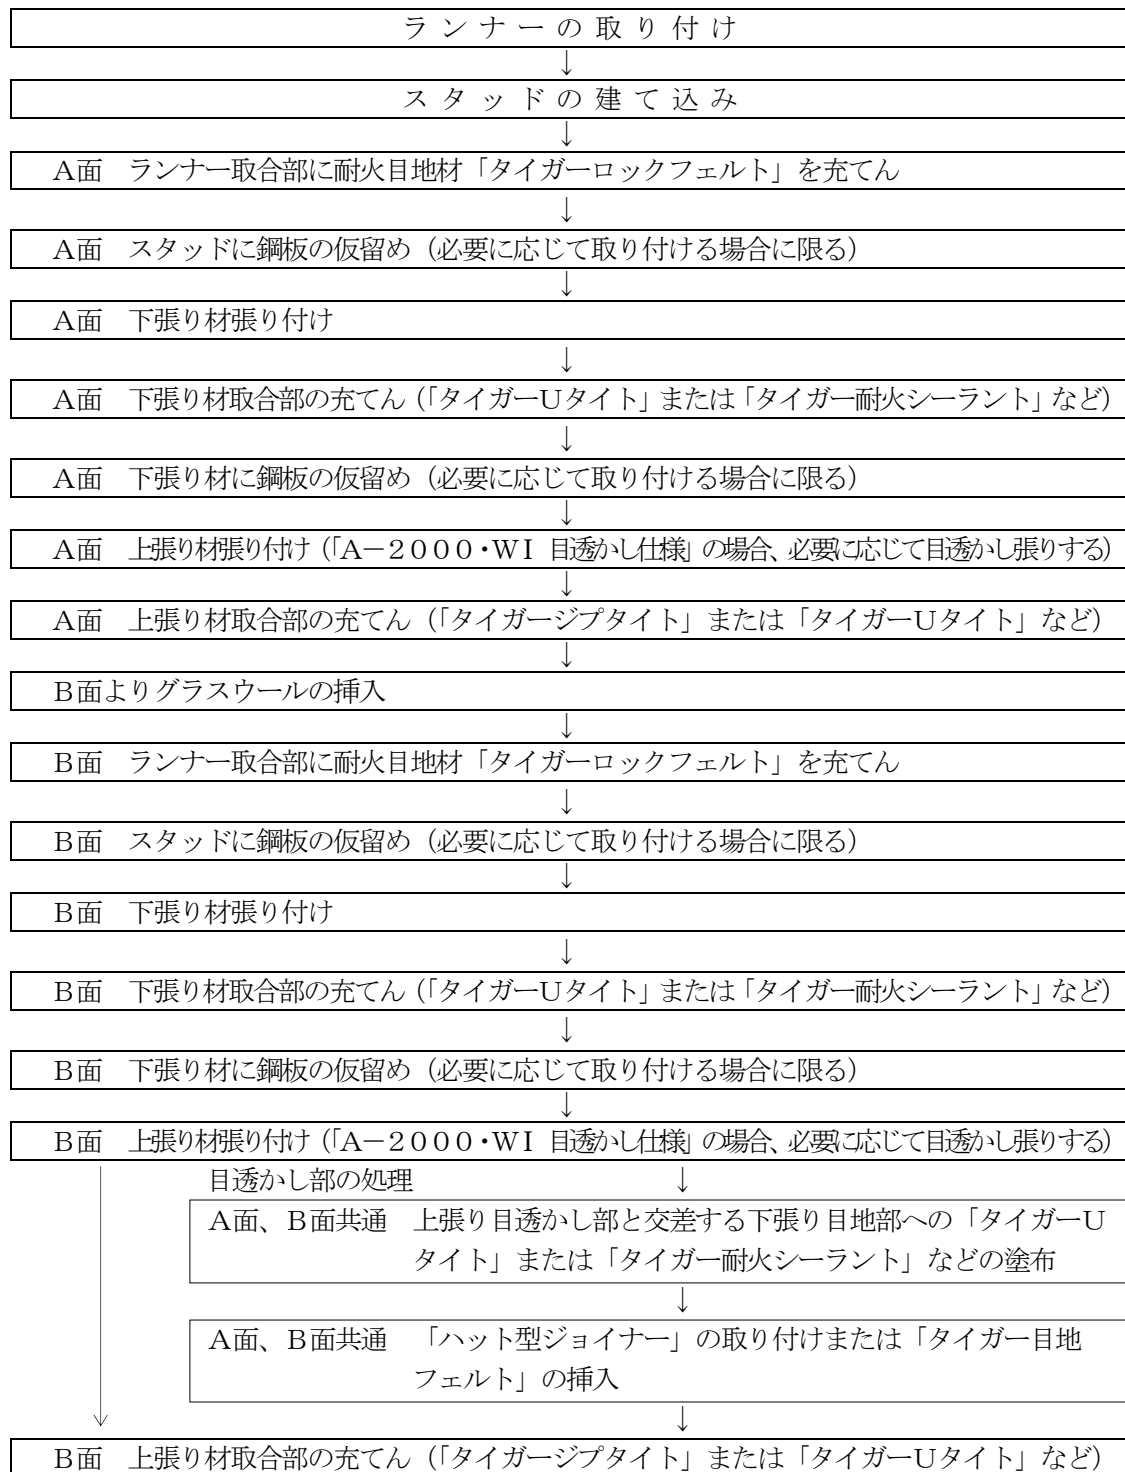 ランナーの取り付け
↓
スタッドの建て込み
↓
A面　ランナー取合部に耐火目地材「タイガーロックフェルト」を充てん
↓
A面　スタッドに鋼板の仮留め（必要に応じて取り付ける場合に限る）
↓
A面　下張り材張り付け
↓
A面　下張り材取合部の充てん（「タイガーUタイト」または「タイガー耐火シーラント」など）
↓
A面　下張り材に鋼板の仮留め（必要に応じて取り付ける場合に限る）
↓
A面　上張り材張り付け（「A－2000・WI 目透かし仕様」の場合、必要に応じて目透かし張りする）
↓
A面　上張り材取合部の充てん（「タイガージプタイト」または「タイガーUタイト」など）
↓
B面よりグラスウールの挿入
↓
B面　ランナー取合部に耐火目地材「タイガーロックフェルト」を充てん
↓
B面　スタッドに鋼板の仮留め（必要に応じて取り付ける場合に限る）
↓
B面　下張り材張り付け
↓
B面　下張り材取合部の充てん（「タイガーUタイト」または「タイガー耐火シーラント」など）
↓
B面　下張り材に鋼板の仮留め（必要に応じて取り付ける場合に限る）
↓
B面　上張り材張り付け（「A－2000・WI 目透かし仕様」の場合、必要に応じて目透かし張りする）
目透かし部の処理　↓
A面、B面共通　上張り目透かし部と交差する下張り目地部への「タイガーU
タイト」または「タイガー耐火シーラント」などの塗布
↓
A面、B面共通　「ハット型ジョイナー」の取り付けまたは「タイガー目地
フェルト」の挿入
↓
B面　上張り材取合部の充てん（「タイガージプタイト」または「タイガーUタイト」など）